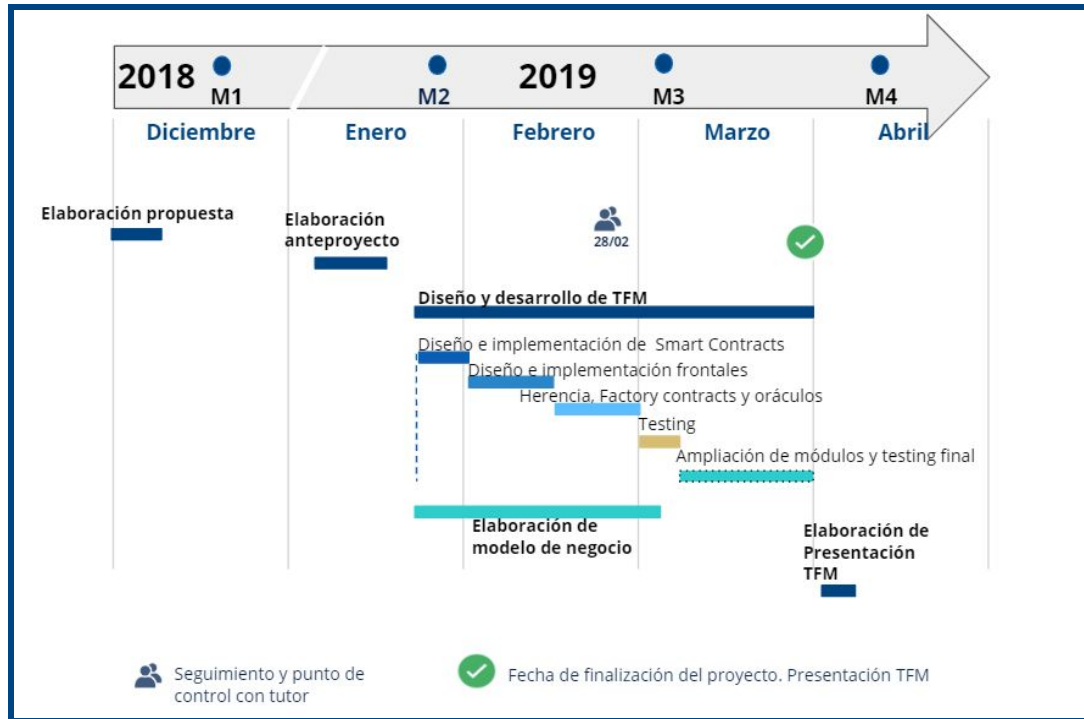 2018
2019
M1
M2
M3
M4
Diciembre
Enero
Febrero
Marzo
Abril
Elaboración propuesta
Elaboración
anteproyecto
28/02
Diseño y desarrollo de TFM
Diseño e implementación de Smart Contracts
Diseño e implementación frontales
Herencia, Factory contracts y oráculos
Testing
Ampliación de módulos y testing final
Elaboración de
modelo de negocio
Elaboración de
Presentación
TFM
Seguimiento y punto de
control con tutor
Fecha de finalización del proyecto. Presentación TFM